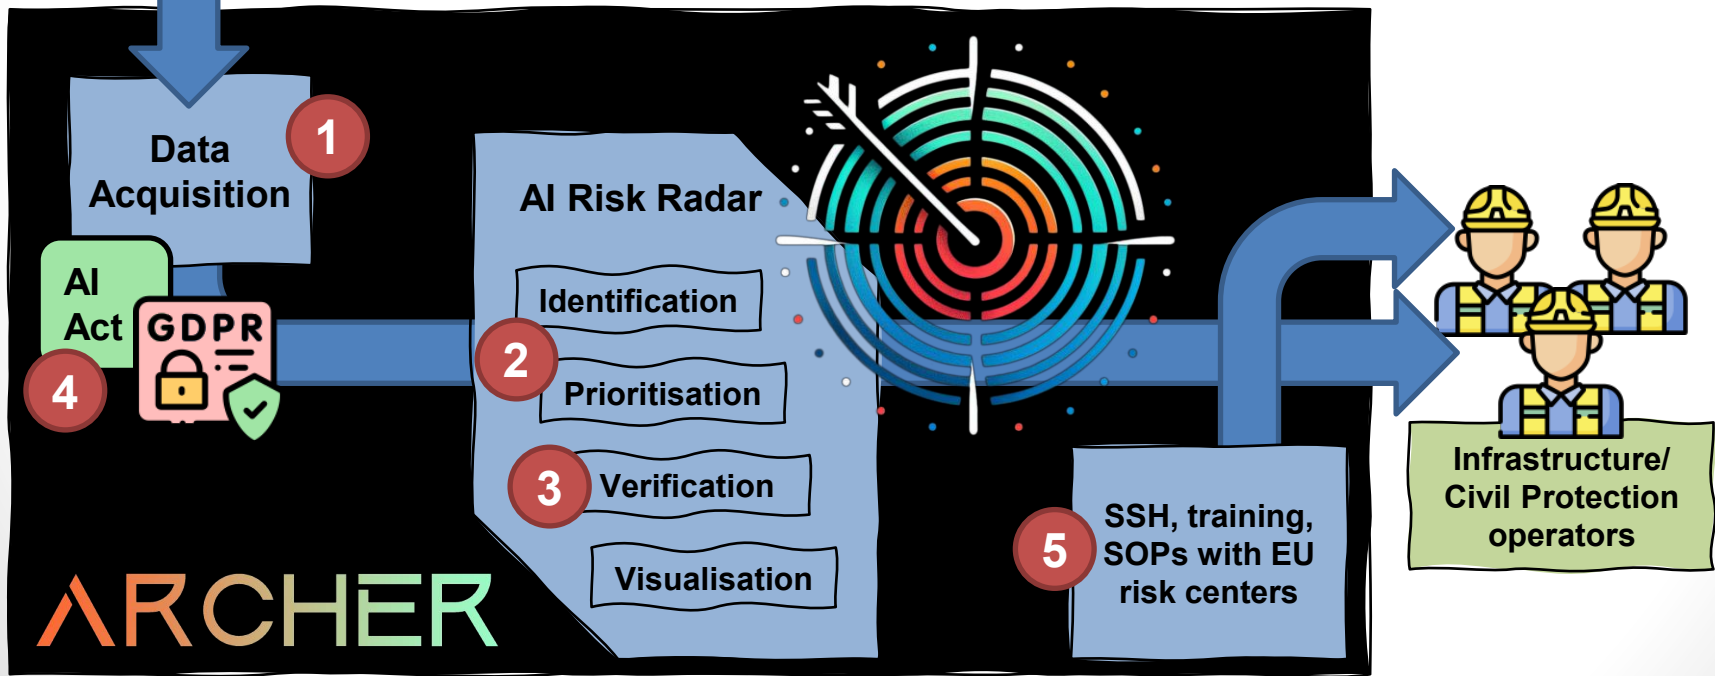 Data
Acquisition
1
AI
Act
GDPR
4
AI Risk Radar
Identification
2
Prioritisation
3
Verification
Visualisation
ARCHER
5
SSH, training,
SOPs with EU
risk centers
Infrastructure/
Civil Protection
operators